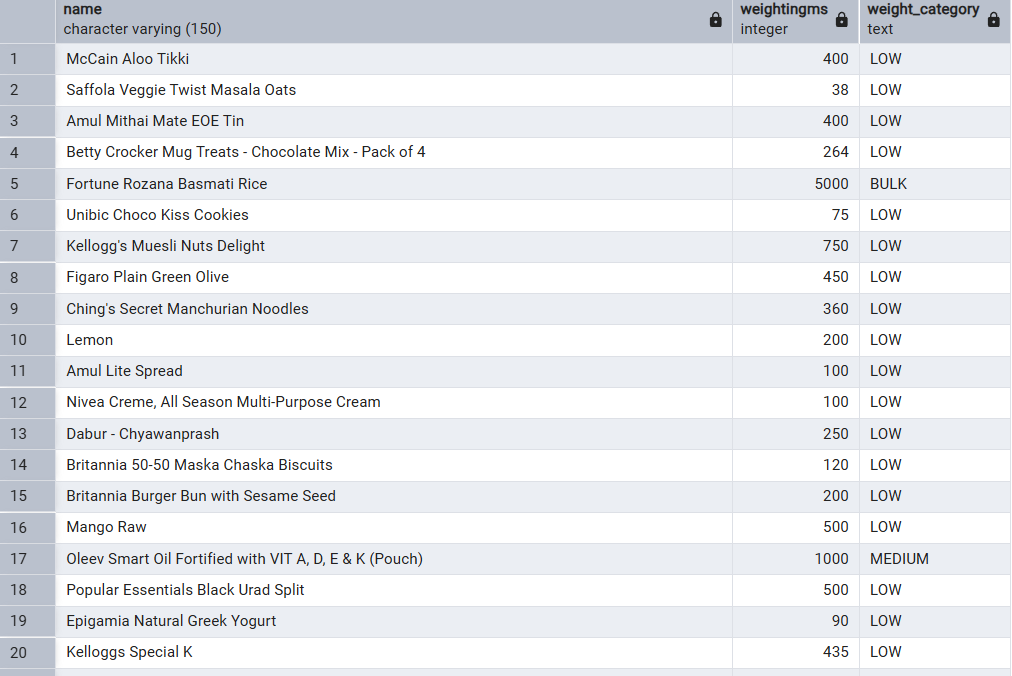 name weightingms weight_category
character varying (150) integer text
1 McCain Aloo Tikki 400 LOW
2 Saffola Veggie Twist Masala Oats 38 LOW
3 Amul Mithai Mate EOE Tin 400 LOW
4 Betty Crocker Mug Treats - Chocolate Mix - Pack of 4 264 LOW
5 Fortune Rozana Basmati Rice 5000 BULK
6 Unibic Choco Kiss Cookies 75 LOW
7 Kellogg's Muesli Nuts Delight 750 LOW
8 Figaro Plain Green Olive 450 LOW
9 Ching's Secret Manchurian Noodles 360 LOW
10 Lemon 200 LOW
11 Amul Lite Spread 100 LOW
12 Nivea Creme, All Season Multi-Purpose Cream 100 LOW
13 Dabur - Chyawanprash 250 LOW
14 Britannia 50-50 Maska Chaska Biscuits 120 LOW
15 Britannia Burger Bun with Sesame Seed 200 LOW
16 Mango Raw 500 LOW
17 Oleev Smart Oil Fortified with VIT A, D, E & K (Pouch) 1000 MEDIUM
18 Popular Essentials Black Urad Split 500 LOW
19 Epigamia Natural Greek Yogurt 90 LOW
20 Kelloggs Special K 435 LOW